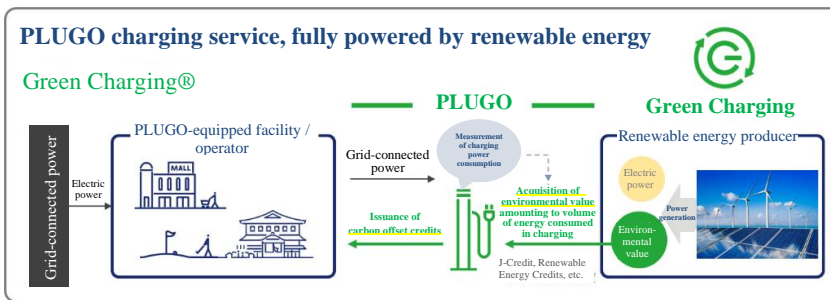 PLUGO charging service, fully powered by renewable energy
Green Charging®
PLUGO
Green Charging
Grid-connected power
Electric
power
PLUGO-equipped facility /
operator
MALL
Grid-connected
power
Issuance of
carbon offset credits
Measurement
of charging
power
consumption
Acquisition of
environmental value
amounting to volume
of energy consumed
in charging
J-Credit, Renewable
Energy Credits, etc.
Renewable energy producer
Electric
power
Environ-
mental
value
Power
generation